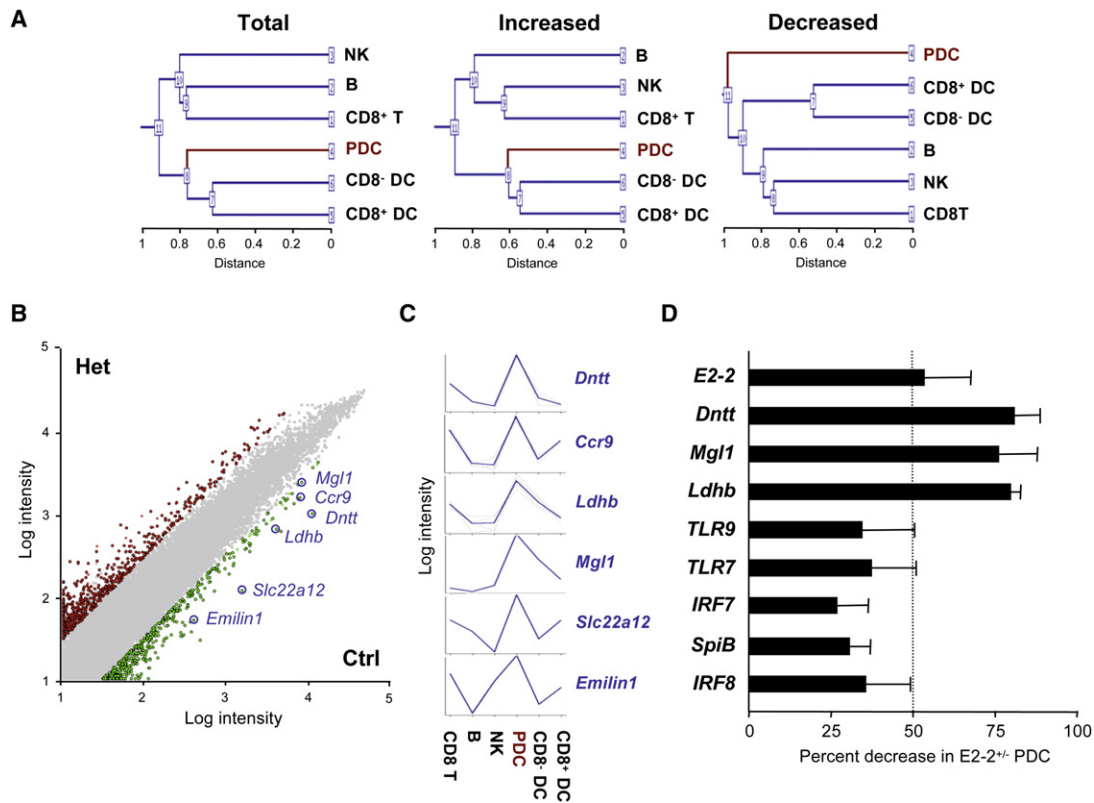 A
Total
NK
B
CD8⁺ T
PDC
CD8⁻ DC
CD8⁺ DC
1 0.8 0.6 0.4 0.2 0
Distance
Increased
B
NK
CD8⁺ T
PDC
CD8⁻ DC
CD8⁺ DC
1 0.8 0.6 0.4 0.2 0
Distance
Decreased
PDC
CD8⁺ DC
CD8⁻ DC
B
NK
CD8T
1 0.8 0.6 0.4 0.2 0
Distance
B
Het
Ctrl
5
4
3
2
1
Log intensity
1 2 3 4 5
Log intensity
Mgl1
Ccr9
Dntt
Ldhb
Slc22a12
Emilin1
C
Log intensity
Dntt
Ccr9
Ldhb
Mgl1
Slc22a12
Emilin1
CD8 T
B
NK
PDC
CD8⁻ DC
CD8⁺ DC
D
E2-2
Dntt
Mgl1
Ldhb
TLR9
TLR7
IRF7
SpiB
IRF8
0 25 50 75 100
Percent decrease in E2-2⁺/⁻ PDC